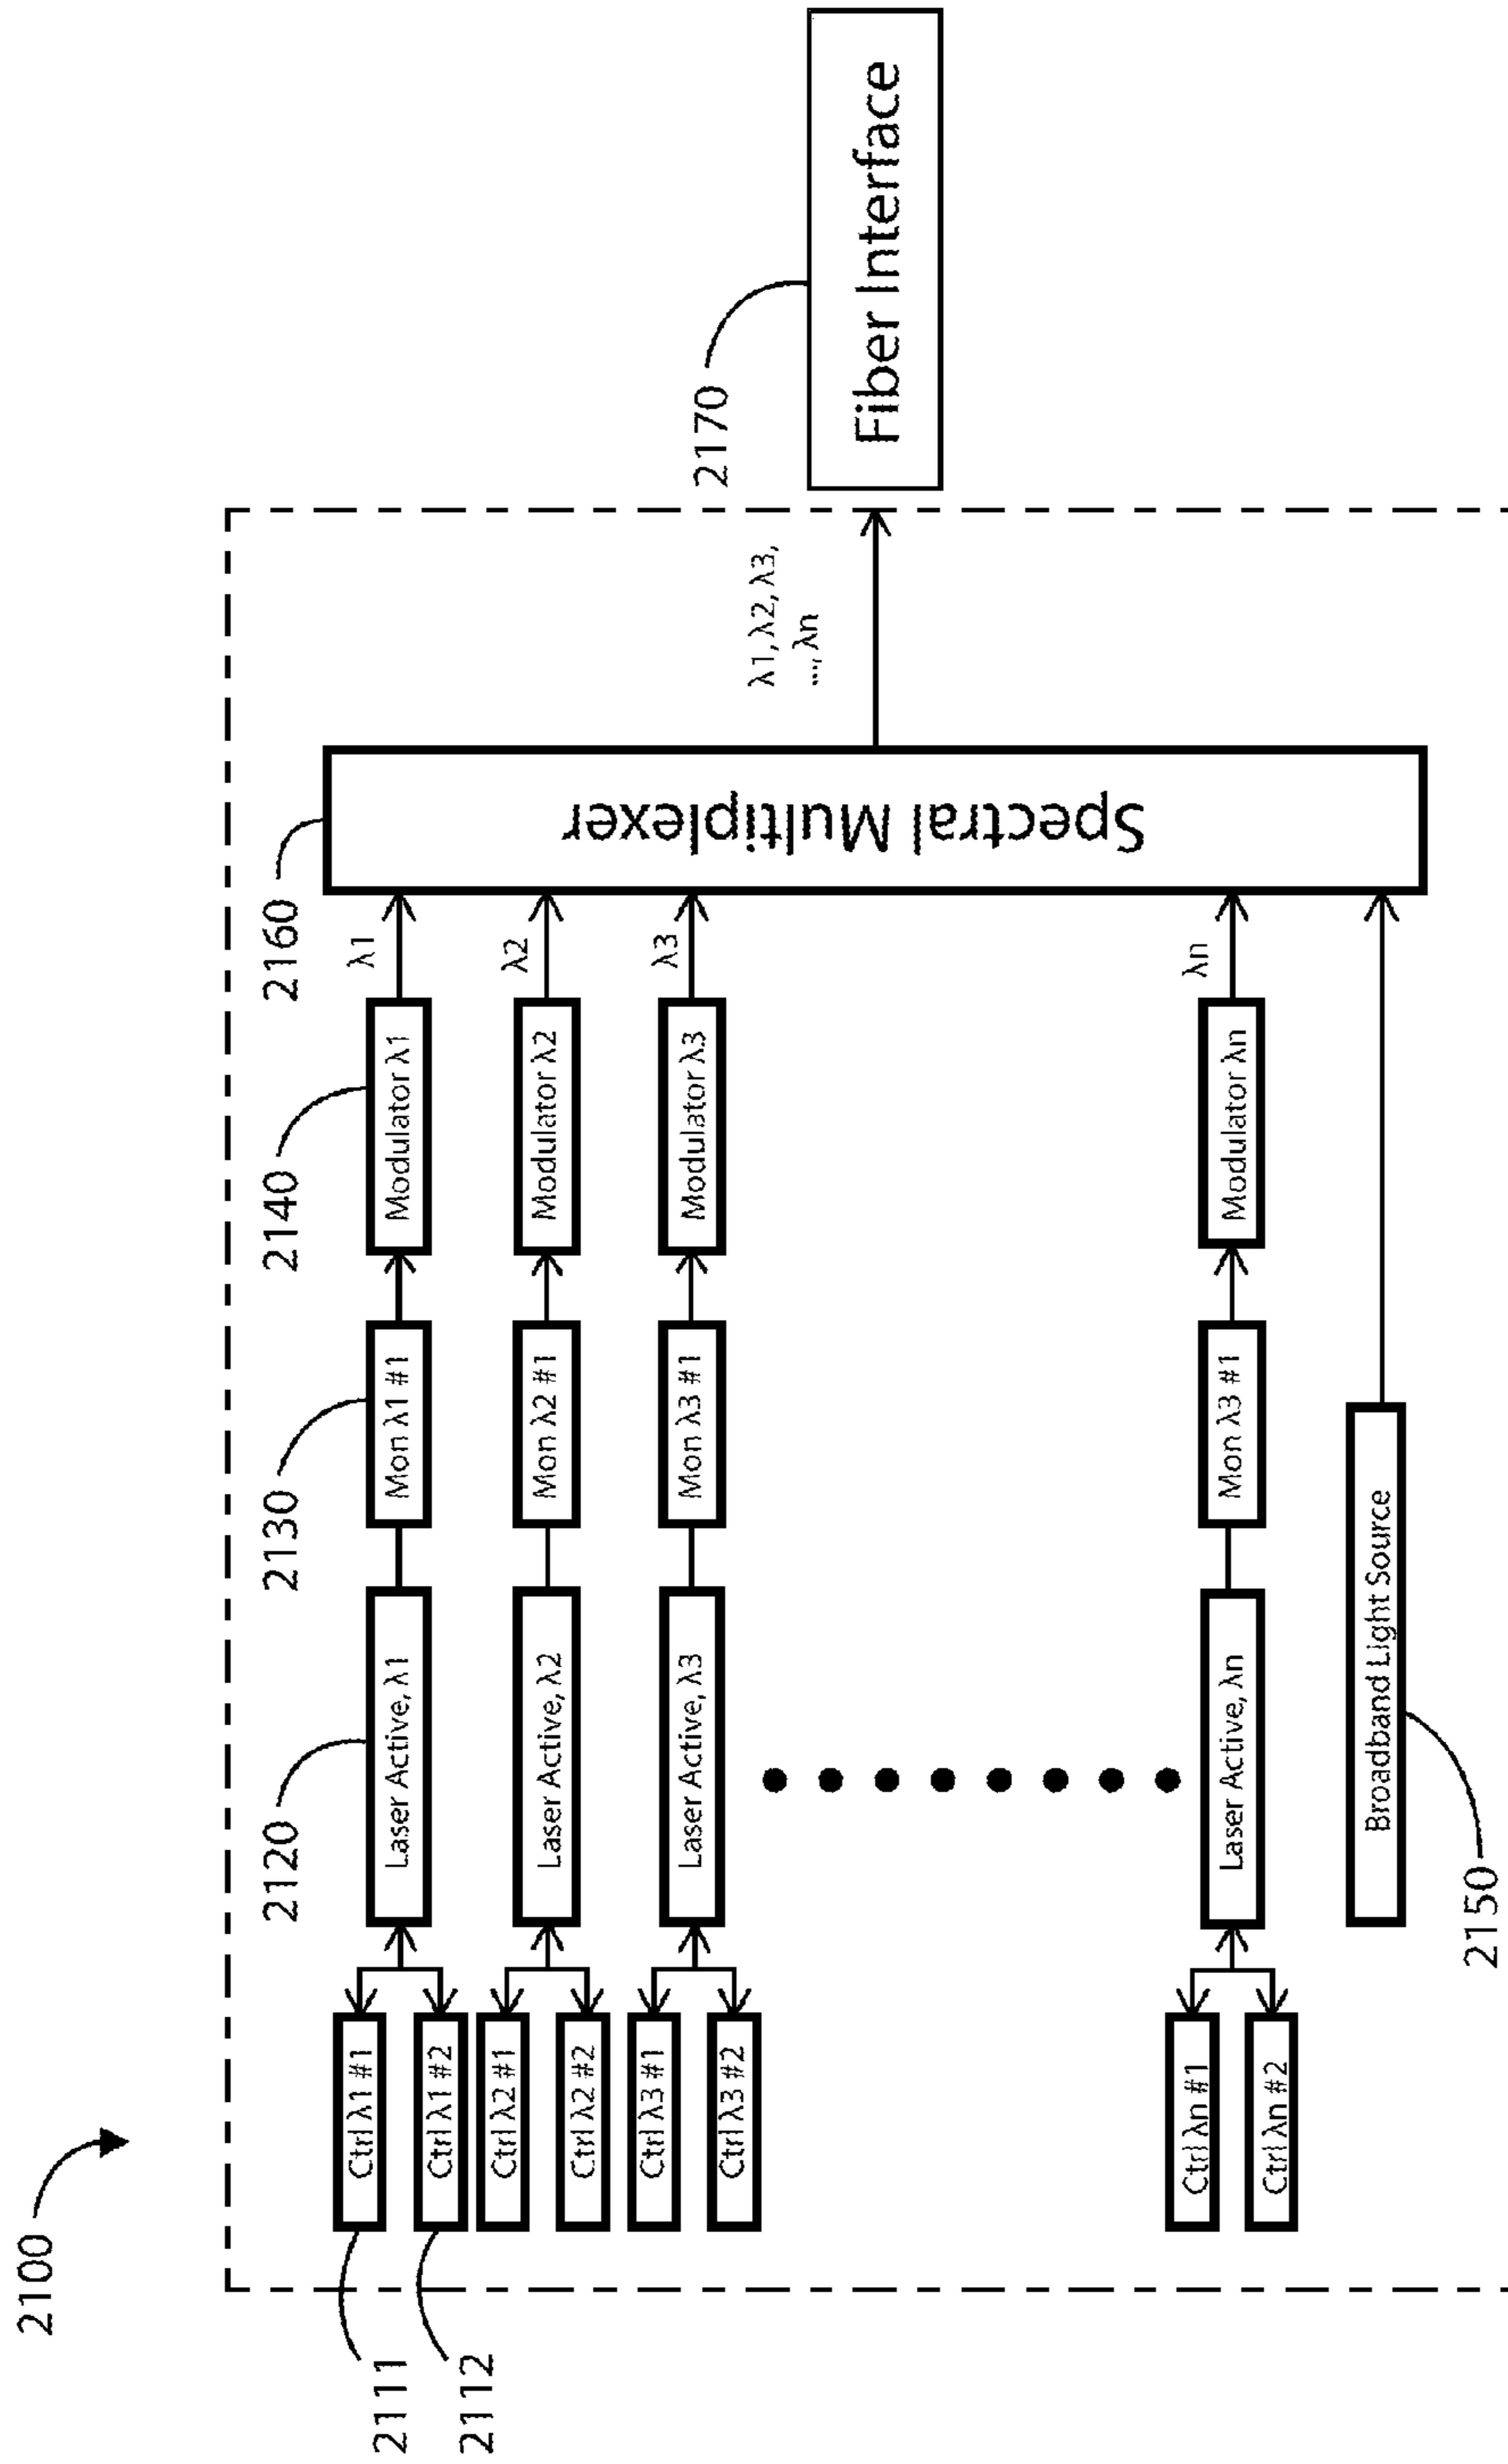 2100
2111
2112
Ctrl λ1 #1
Ctrl λ1 #2
Ctrl λ2 #1
Ctrl λ2 #2
Ctrl λ3 #1
Ctrl λ3 #2
Ctrl λn #1
Ctrl λn #2
2120
Laser Active, λ1
Laser Active, λ2
Laser Active, λ3
Laser Active, λn
Broadband Light Source
2150
2130
Mon λ1 #1
Mon λ2 #1
Mon λ3 #1
Mon λ3 #1
2140
Modulator λ1
Modulator λ2
Modulator λ3
Modulator λn
λ1
λ2
λ3
λn
2160
Spectral Multiplexer
λ1, λ2, λ3,
..., λn
2170
Fiber Interface